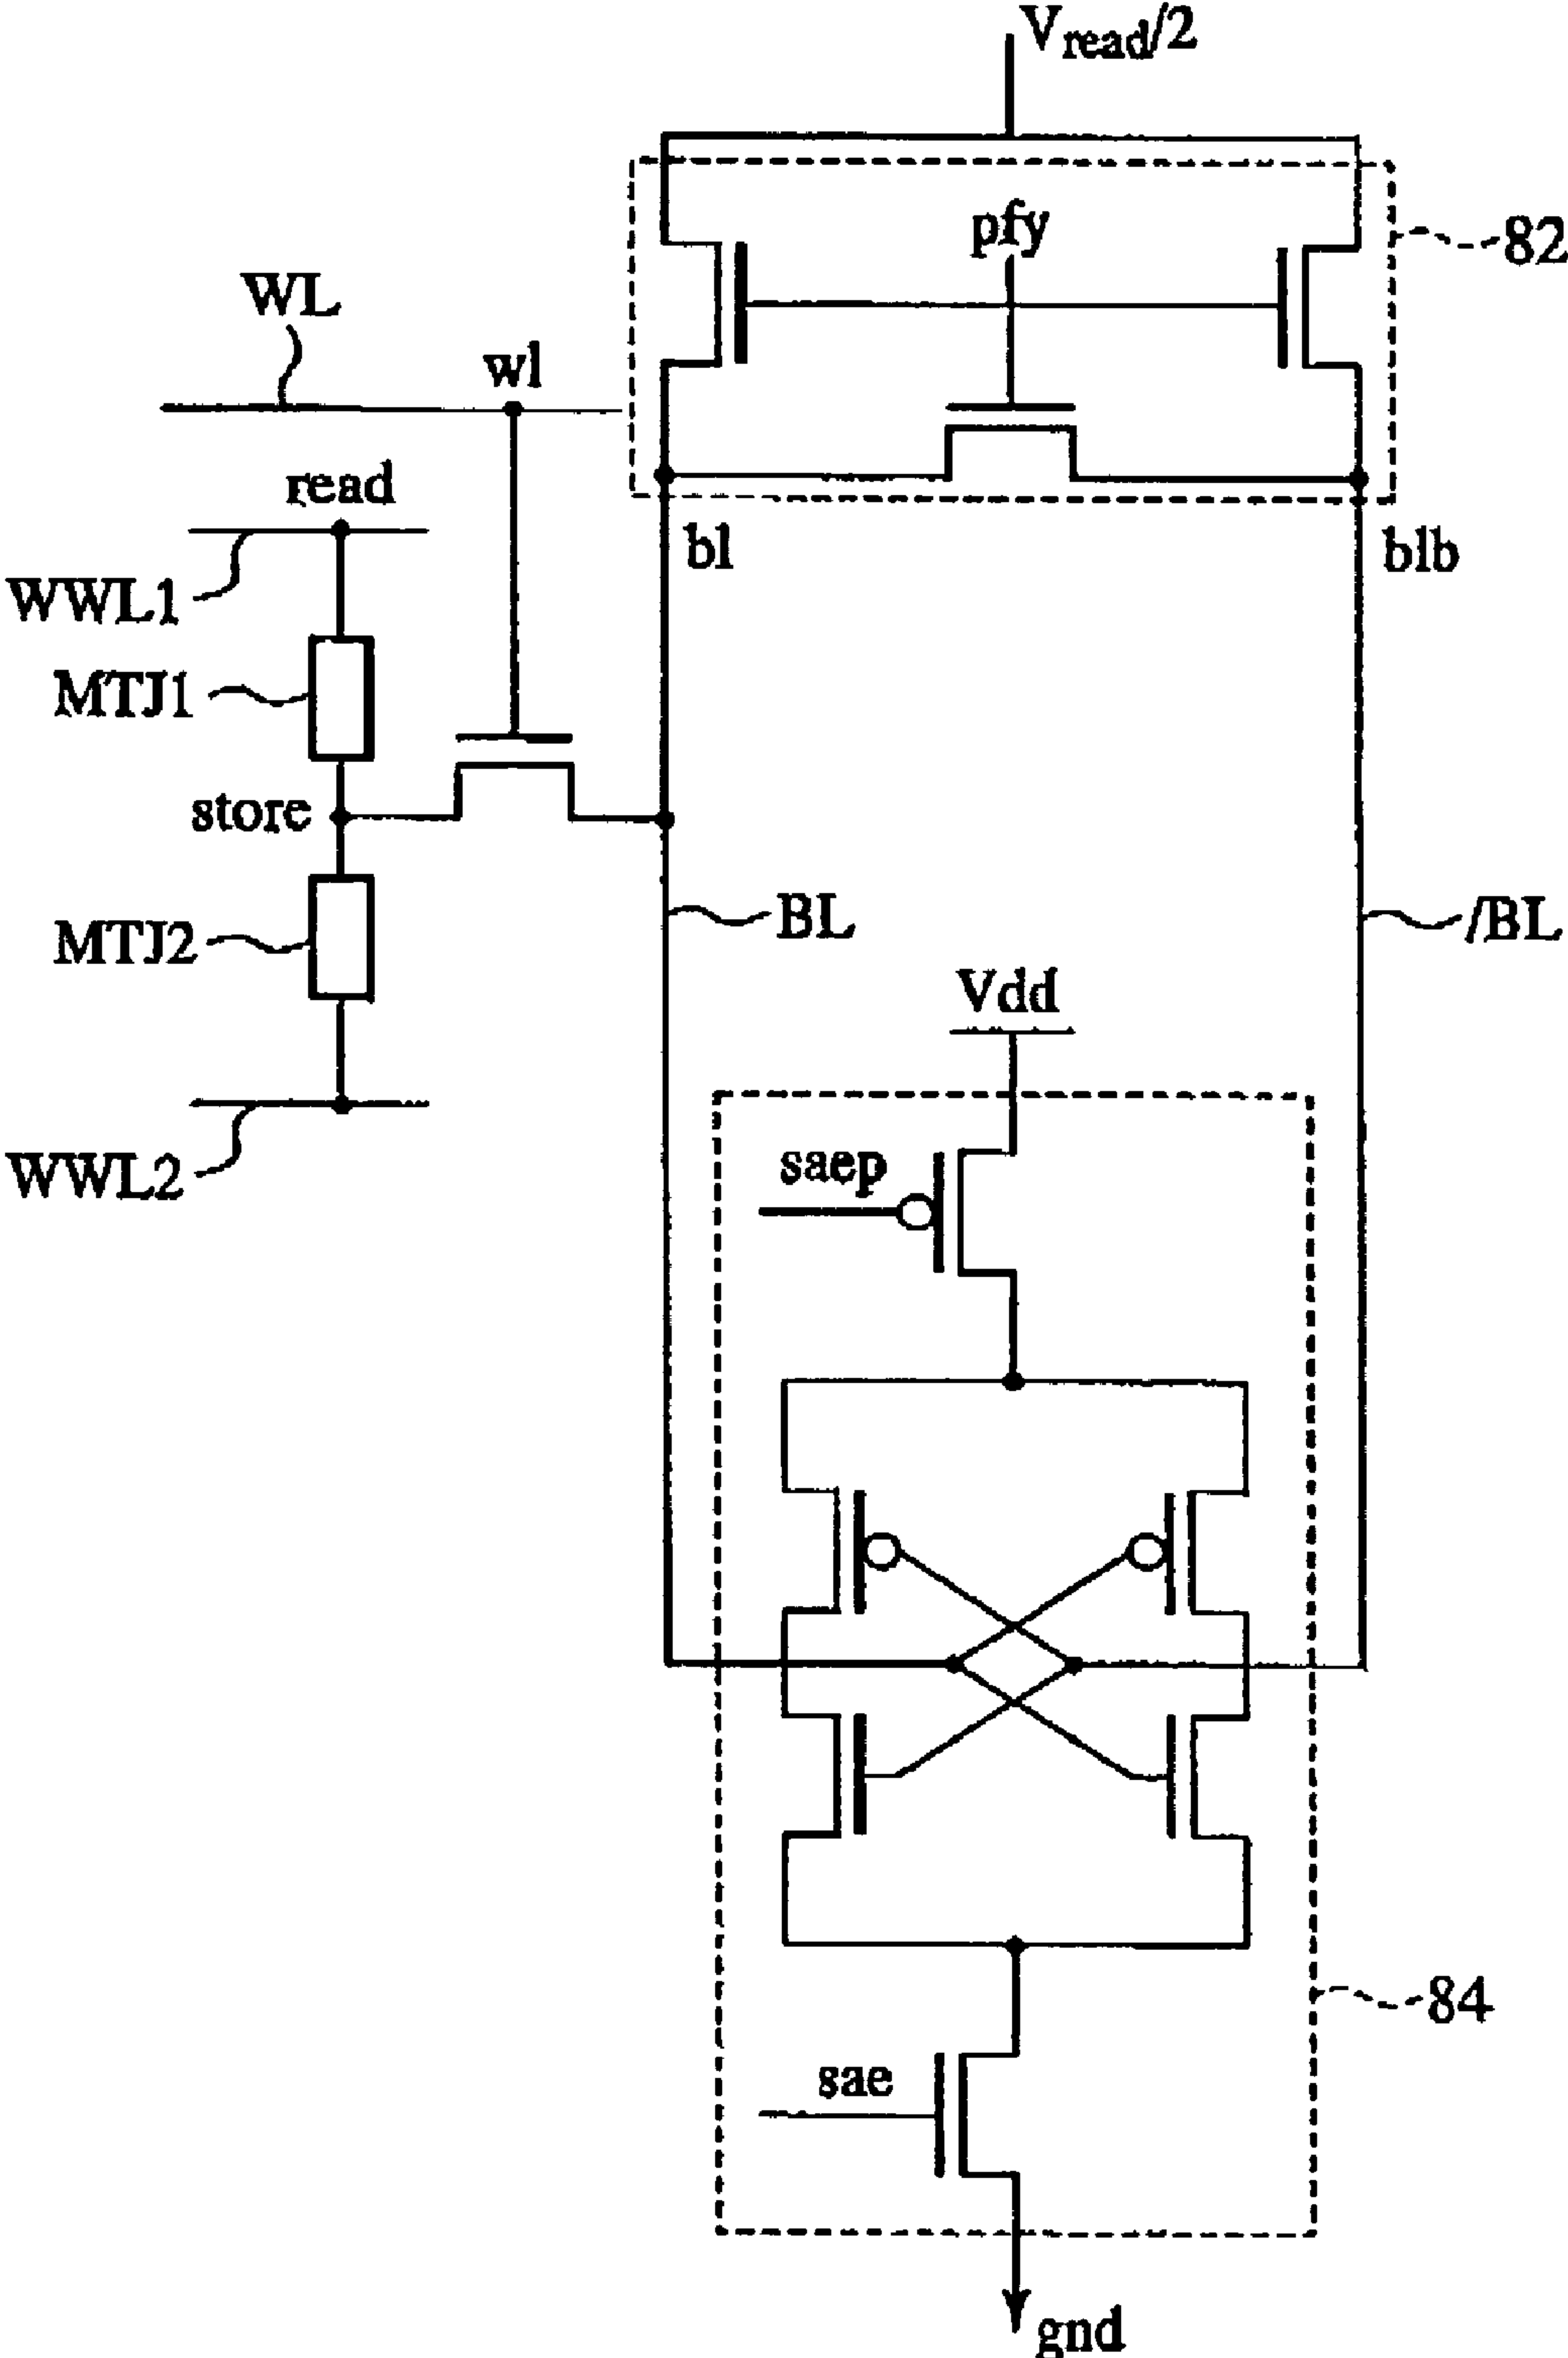 Vread/2
pfy
82
WL
wl
read
bl
blb
WWL1
MTJ1
store
BL
/BL
MTJ2
Vdd
WWL2
saep
84
sae
gnd